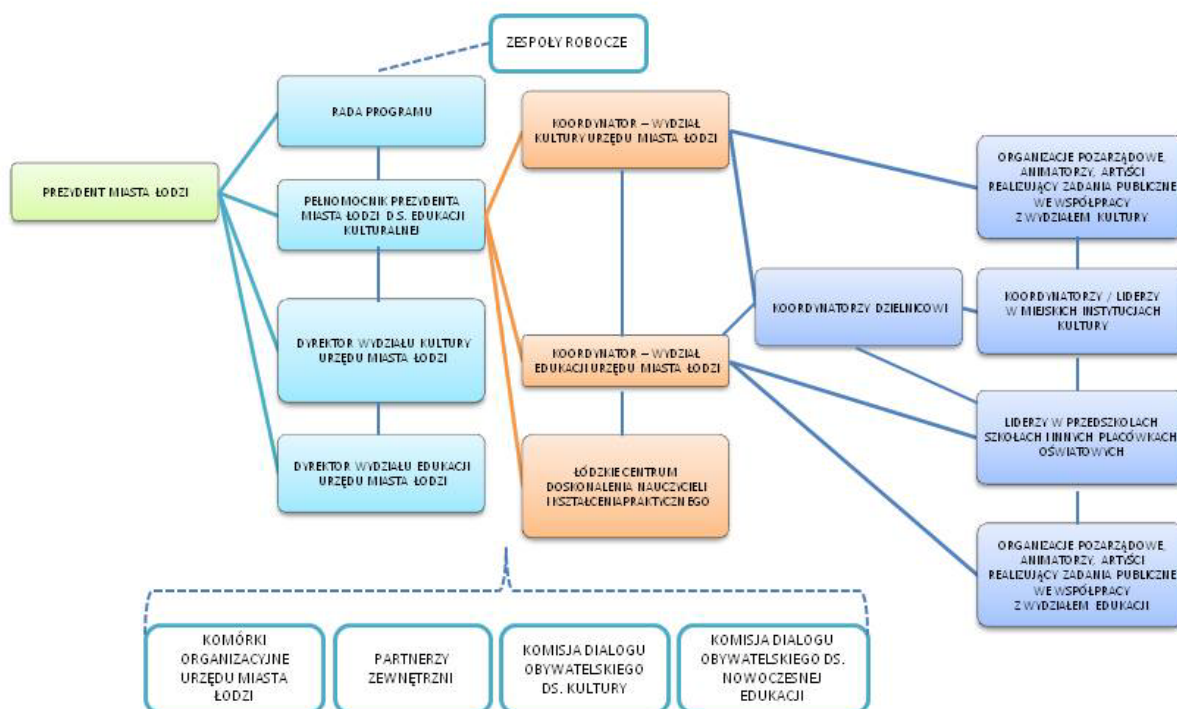 ZESPOŁY ROBOCZE
RADA PROGRAMU
PREZYDENT MIASTA ŁODZI
PEŁNOMOCNIK PREZYDENTA
MIASTA ŁODZI D.S. EDUKACJI
KULTURALNEJ
DYREKTOR WYDZIAŁU KULTURY
URZĘDU MIASTA ŁODZI
DYREKTOR WYDZIAŁU EDUKACJI
URZĘDU MIASTA ŁODZI
KOORDYNATOR – WYDZIAŁ
KULTURY URZĘDU MIASTA ŁODZI
KOORDYNATOR – WYDZIAŁ
EDUKACJI URZĘDU MIASTA ŁODZI
ŁÓDZKIE CENTRUM
DOSKONALENIA NAUCZYCIELI
I KSZTAŁCENIA PRAKTYCZNEGO
KOORDYNATORZY DZIELNICOWI
ORGANIZACJE POZARZĄDOWE,
ANIMATORZY, ARTYŚCI
REALIZUJĄCY ZADANIA PUBLICZNE
WE WSPÓŁPRACY
Z WYDZIAŁEM KULTURY
KOORDYNATORZY / LIDERZY
W MIEJSKICH INSTYTUCJACH
KULTURY
LIDERZY W PRZEDSZKOLACH
SZKOŁACH I INNYCH PLACÓWKACH
OŚWIATOWYCH
ORGANIZACJE POZARZĄDOWE,
ANIMATORZY, ARTYŚCI
REALIZUJĄCY ZADANIA PUBLICZNE
WE WSPÓŁPRACY
Z WYDZIAŁEM EDUKACJI
KOMÓRKI
ORGANIZACYJNE
URZĘDU MIASTA
ŁODZI
PARTNERZY
ZEWNĘTRZNI
KOMISJA DIALOGU
OBYWATELSKIEGO
DS. KULTURY
KOMISJA DIALOGU
OBYWATELSKIEGO DS.
NOWOCZESNEJ
EDUKACJI